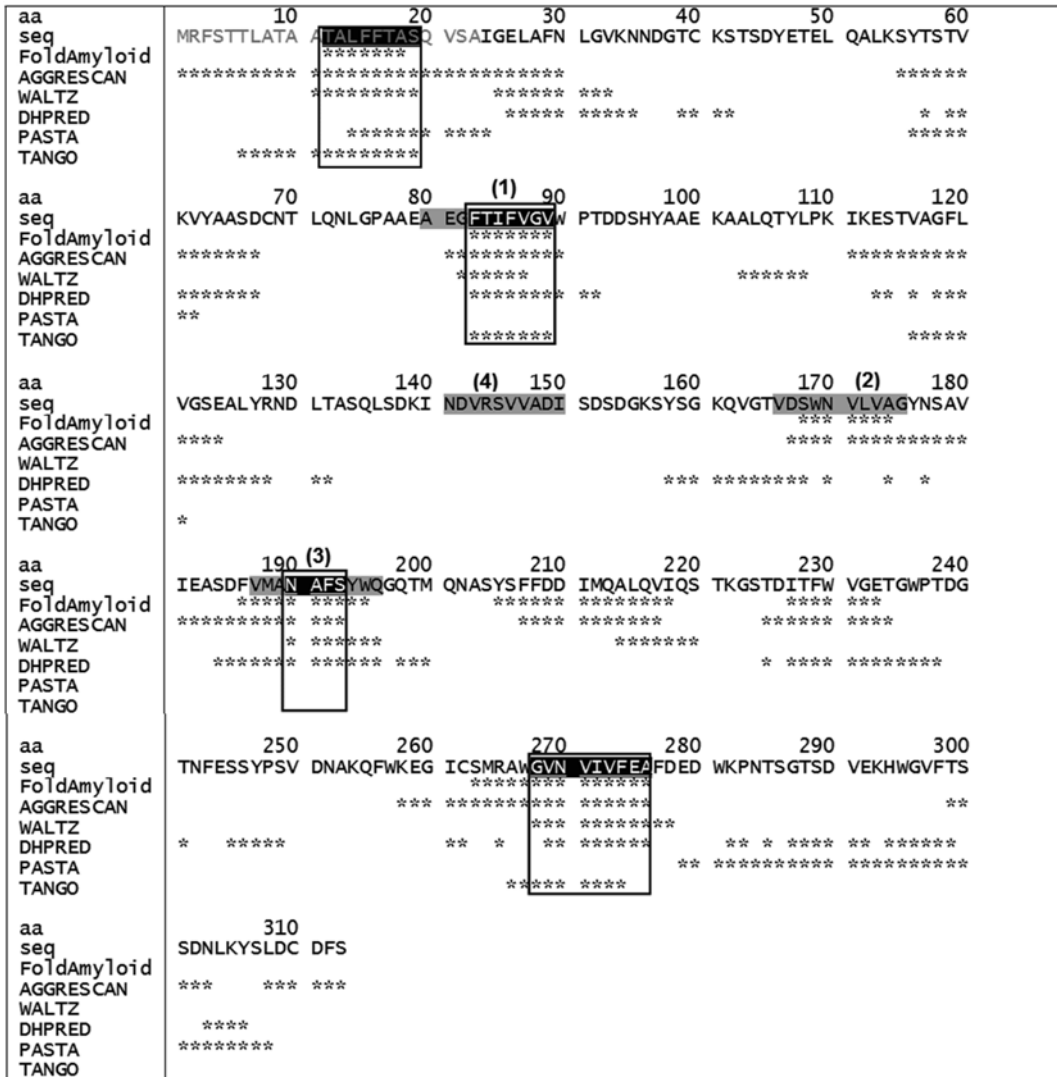 aa 10 20 30 40 50 60
seq MRFSTTLATA ATALFFTASQ VSAIGELAFN LGVKNNDGTC KSTSDYETEL QALKSYTSTV
FoldAmyloid *******
AGGRESCAN ********** ********************* ******
WALTZ ********* ****** ***
DHPRED ***** ***** ** ** * **
PASTA ******* **** *****
TANGO ***** *********
aa 70 80 (1) 90 100 110 120
seq KVYAASDCNT LQNLGPAAEA EGFTIFVGVW PTDDSHYAAE KAALQTYLPK IKESTVAGFL
FoldAmyloid *******
AGGRESCAN ******* ********** **********
WALTZ ****** ******
DHPRED ******* ******** ** ** * ***
PASTA **
TANGO ******* *****
aa 130 140 (4) 150 160 170 (2) 180
seq VGSEALYRND LTASQLSDKI NDVRSVVADI SDSDGKSYSG KQVGTVDSWN VLVAGYNSAV
FoldAmyloid *** ****
AGGRESCAN **** **** **********
WALTZ
DHPRED ******** ** *** ******** * * *
PASTA
TANGO *
aa 190 (3) 200 210 220 230 240
seq IEASDFVMAN AFSYWQGQTM QNASYSFFDD IMQALQVIQS TKGSTDITFW VGETGWPTDG
FoldAmyloid ***** ***** ***** ******** **** ***
AGGRESCAN ********** *** **** ******* ***** ****
WALTZ * ****** *******
DHPRED ******* ****** *** * **** ********
PASTA
TANGO
aa 250 260 270 280 290 300
seq TNFESSYPSV DNAKQFWKEG ICSMRAWGVN VIVFEAFDED WKPNTSGTSD VEKHWGVFTS
FoldAmyloid ******** ******
AGGRESCAN **** ********** ****** **
WALTZ *** ********
DHPRED * ***** ** * ** ****** ** * **** ** ******
PASTA ** ********* **********
TANGO ***** ****
aa 310
seq SDNLKYSLDC DFS
FoldAmyloid
AGGRESCAN *** *** ***
WALTZ
DHPRED ****
PASTA ********
TANGO